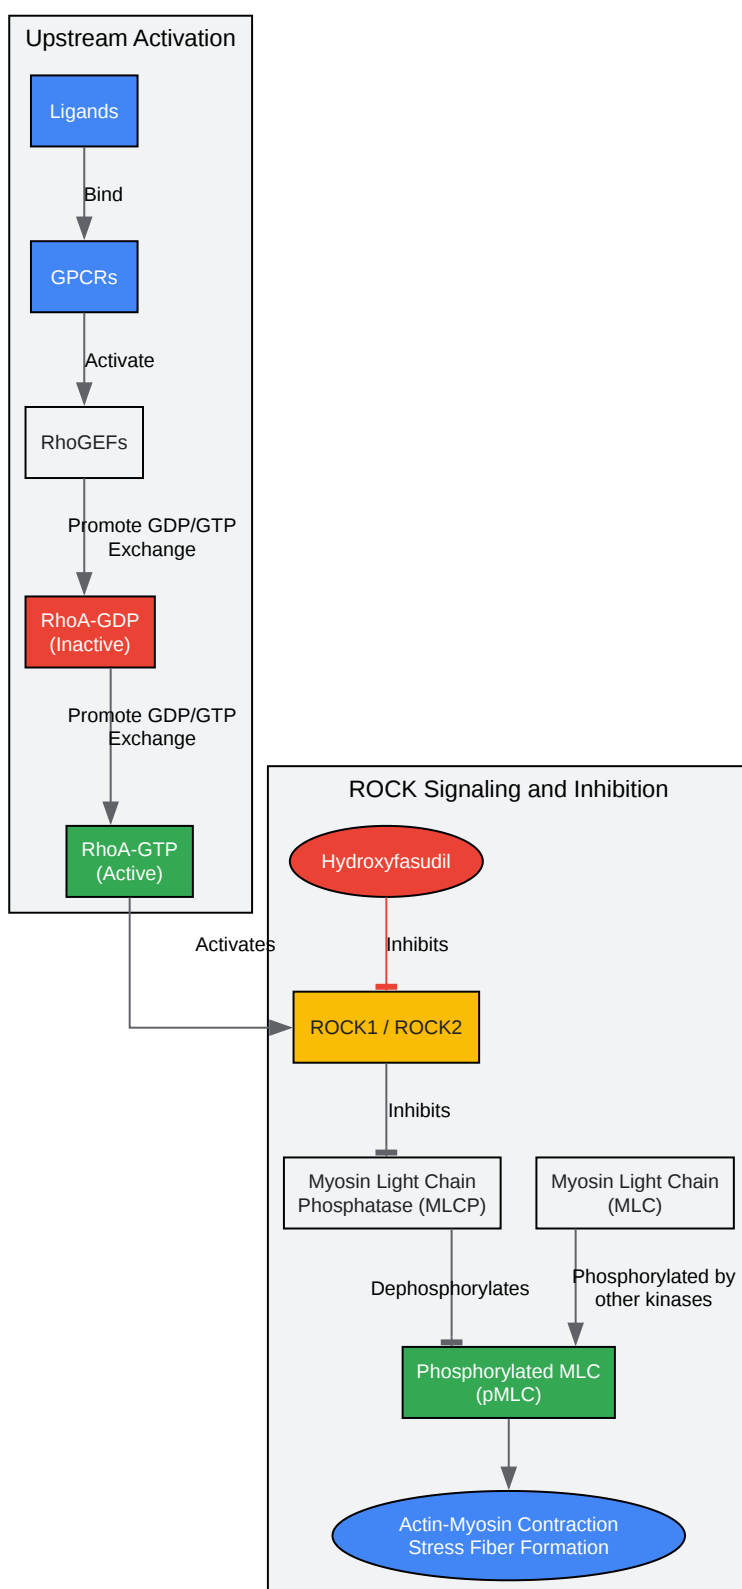 Upstream Activation
Ligands
Bind
GPCRs
Activate
RhoGEFs
Promote GDP/GTP
Exchange
RhoA-GDP
(Inactive)
Promote GDP/GTP
Exchange
RhoA-GTP
(Active)
Activates
ROCK Signaling and Inhibition
Hydroxyfasudil
Inhibits
ROCK1 / ROCK2
Inhibits
Myosin Light Chain
Phosphatase (MLCP)
Myosin Light Chain
(MLC)
Dephosphorylates
Phosphorylated by
other kinases
Phosphorylated MLC
(pMLC)
Actin-Myosin Contraction
Stress Fiber Formation